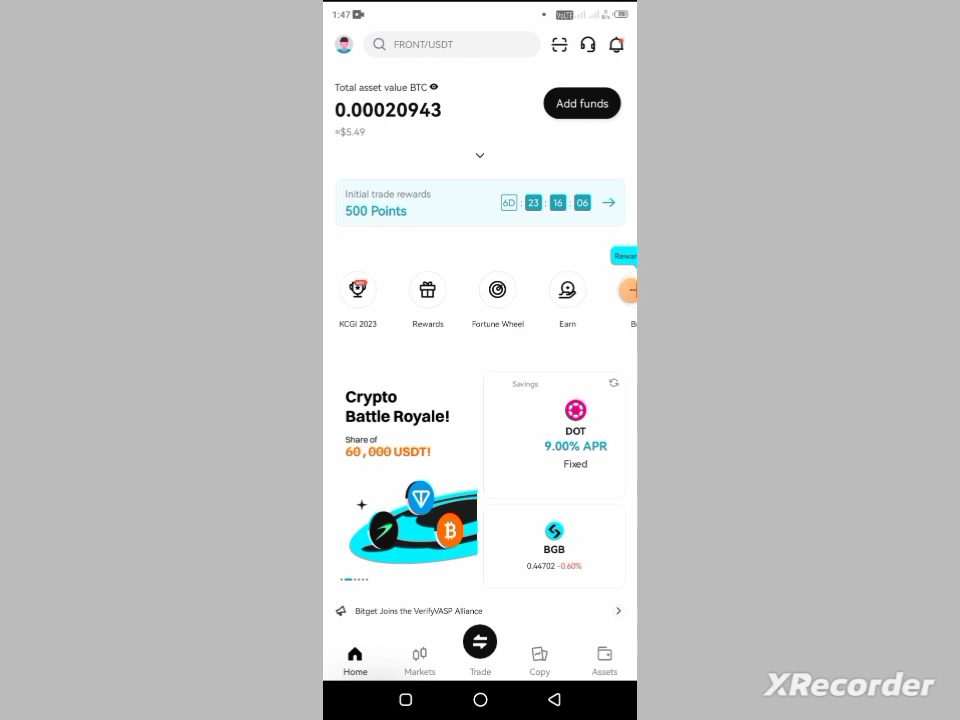 1:47
VoLTE
FRONT/USDT
Total asset value BTC
0.00020943
Add funds
≈$5.49
Initial trade rewards
500 Points
6D : 23 : 16 : 06
KCGI 2023
Rewards
Fortune Wheel
Earn
Crypto
Battle Royale!
Share of
60,000 USDT!
Savings
DOT
9.00% APR
Fixed
BGB
0.44702 -0.60%
Bitget Joins the VerifyVASP Alliance
Home
Markets
Trade
Copy
Assets
XRecorder